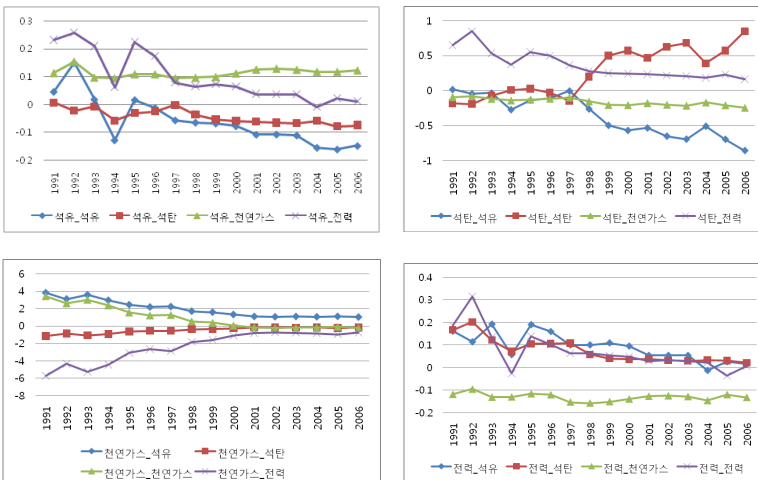 0.3
0.2
0.1
0
-0.1
-0.2
1991 1992 1993 1994 1995 1996 1997 1998 1999 2000 2001 2002 2003 2004 2005 2006
석유_석유 석유_석탄 석유_천연가스 석유_전력
1
0.5
0
-0.5
-1
1991 1992 1993 1994 1995 1996 1997 1998 1999 2000 2001 2002 2003 2004 2005 2006
석탄_석유 석탄_석탄 석탄_천연가스 석탄_전력
6
4
2
0
-2
-4
-6
-8
1991 1992 1993 1994 1995 1996 1997 1998 1999 2000 2001 2002 2003 2004 2005 2006
천연가스_석유 천연가스_석탄
천연가스_천연가스 천연가스_전력
0.4
0.3
0.2
0.1
0
-0.1
-0.2
1991 1992 1993 1994 1995 1996 1997 1998 1999 2000 2001 2002 2003 2004 2005 2006
전력_석유 전력_석탄 전력_천연가스 전력_전력